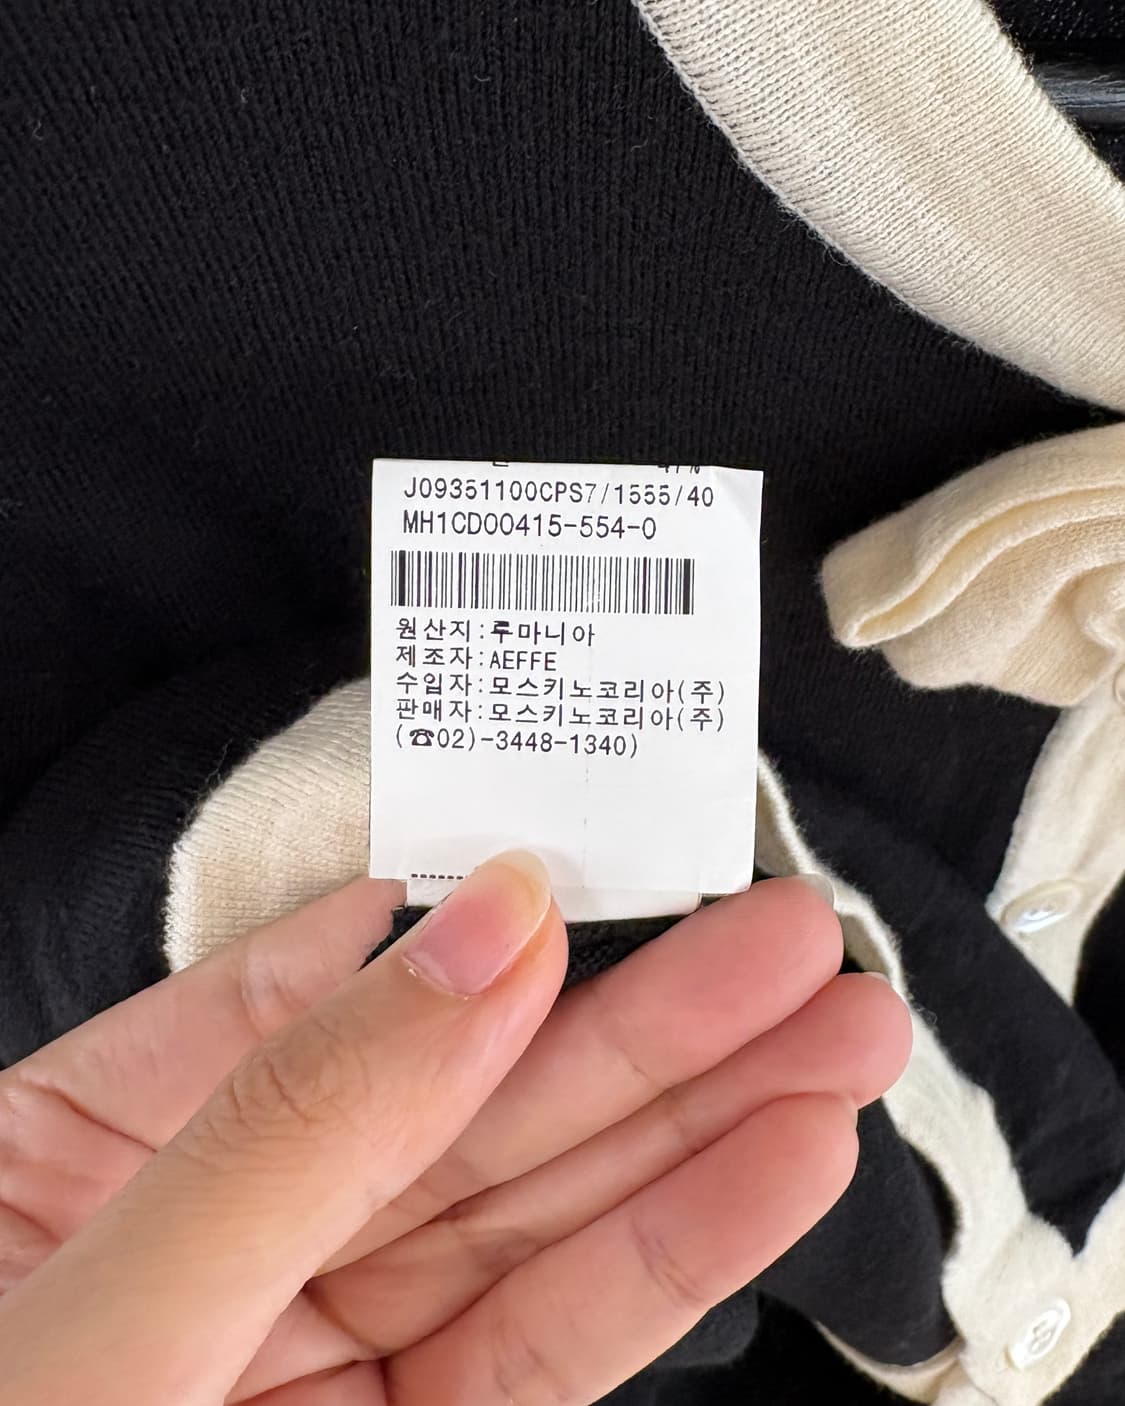 J09351100CPS7/1555/40
MH1CD00415-554-0
원산지:루마니아
제조자:AEFFE
수입자:모스키노코리아(주)
판매자:모스키노코리아(주)
(☎02)-3448-1340)